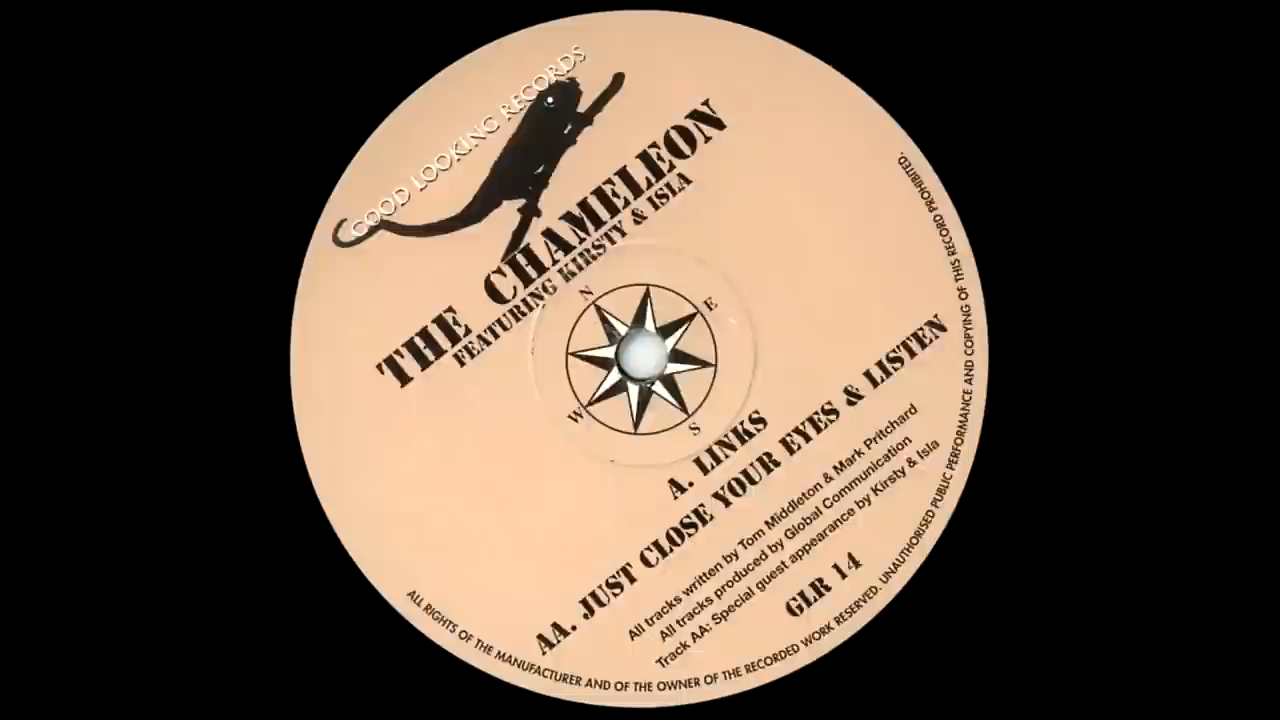 GOOD LOOKING RECORDS
THE CHAMELEON
FEATURING KIRSTY & ISLA
N
E
W
S
A. LINKS
AA. JUST CLOSE YOUR EYES & LISTEN
All tracks written by Tom Middleton & Mark Pritchard
All tracks produced by Global Communication
Track AA: Special guest appearance by Kirsty & Isla
GLR 14
ALL RIGHTS OF THE MANUFACTURER AND OF THE OWNER OF THE RECORDED WORK RESERVED. UNAUTHORISED PUBLIC PERFORMANCE AND COPYING OF THIS RECORD PROHIBITED.